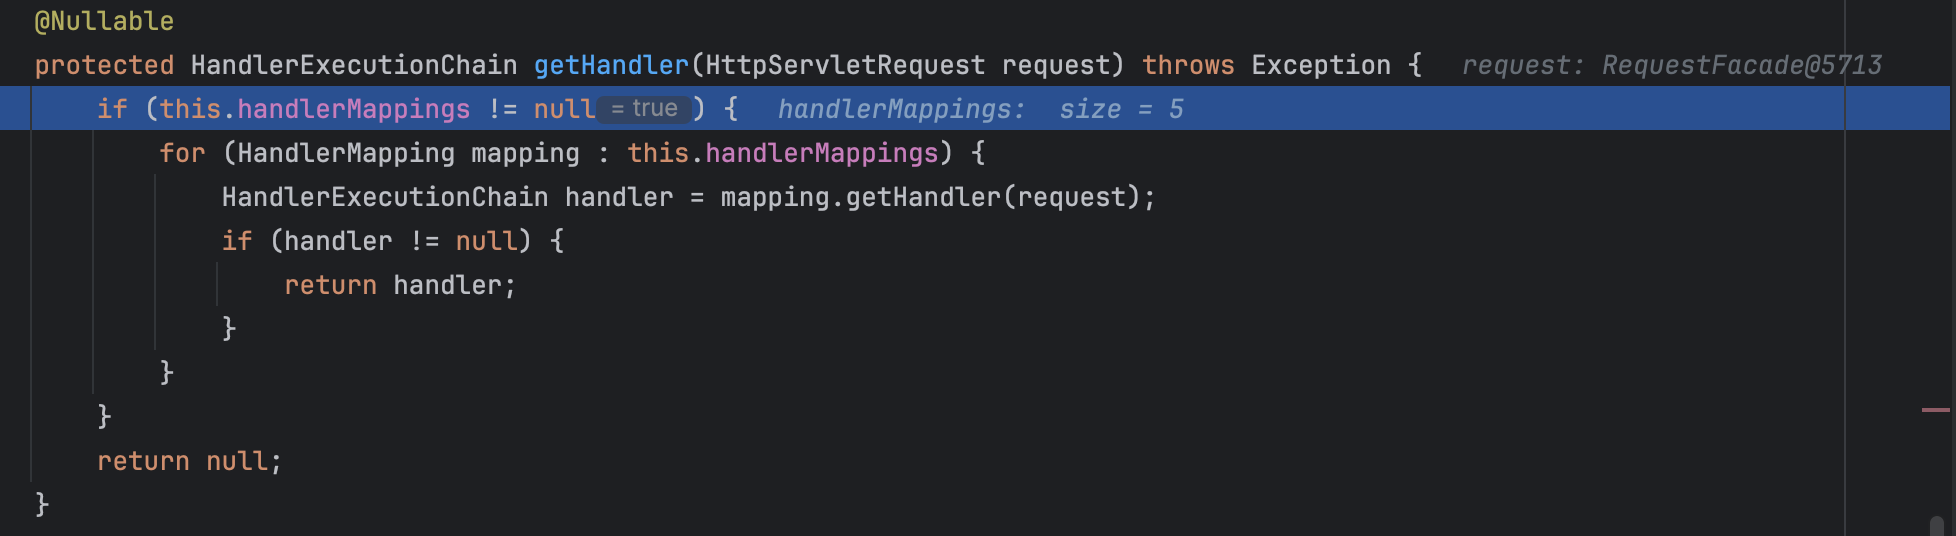 @Nullable
protected HandlerExecutionChain getHandler(HttpServletRequest request) throws Exception {   request: RequestFacade@5713
    if (this.handlerMappings != null = true ) {   handlerMappings:  size = 5
        for (HandlerMapping mapping : this.handlerMappings) {
            HandlerExecutionChain handler = mapping.getHandler(request);
            if (handler != null) {
                return handler;
            }
        }
    }
    return null;
}